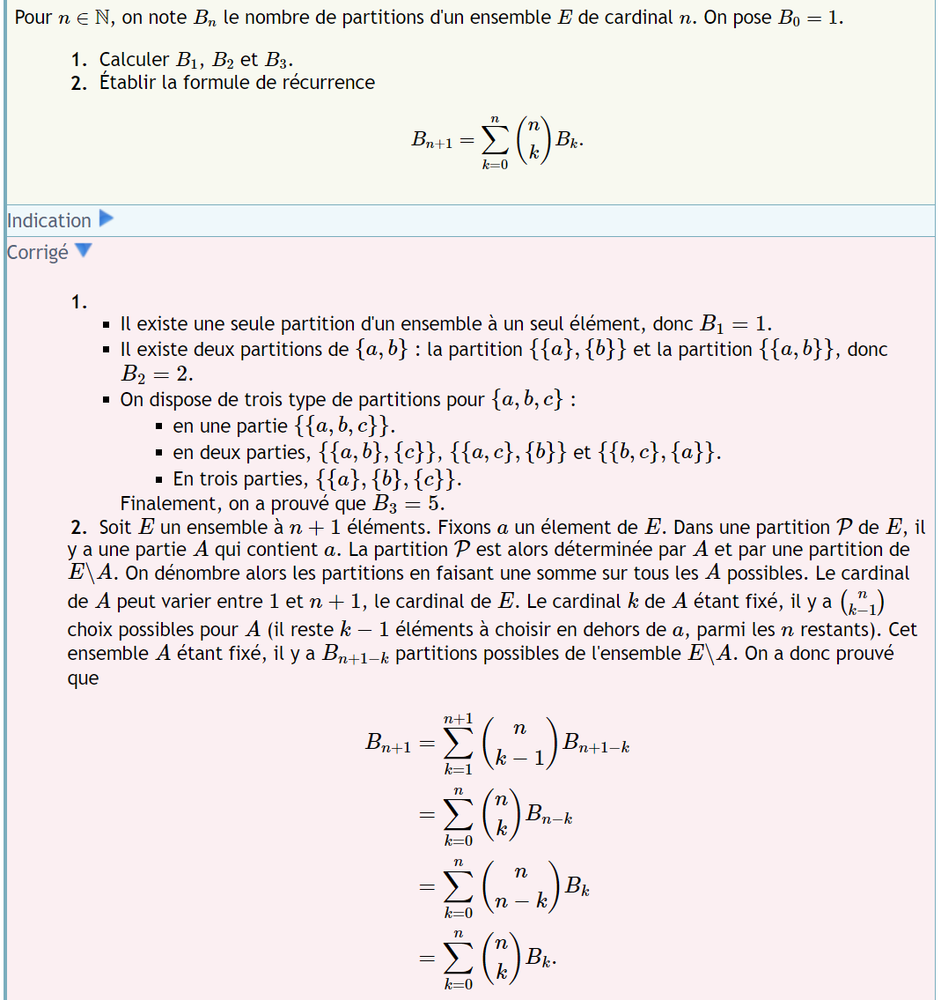 Pour n ∈ ℕ, on note B_n le nombre de partitions d'un ensemble E de cardinal n. On pose B_0 = 1.
1. Calculer B_1, B_2 et B_3.
2. Établir la formule de récurrence
B_{n+1} = \sum_{k=0}^{n} \binom{n}{k} B_k.
Indication
Corrigé
1.
▪ Il existe une seule partition d'un ensemble à un seul élément, donc B_1 = 1.
▪ Il existe deux partitions de {a, b} : la partition {{a}, {b}} et la partition {{a, b}}, donc
B_2 = 2.
▪ On dispose de trois type de partitions pour {a, b, c} :
▪ en une partie {{a, b, c}}.
▪ en deux parties, {{a, b}, {c}}, {{a, c}, {b}} et {{b, c}, {a}}.
▪ En trois parties, {{a}, {b}, {c}}.
Finalement, on a prouvé que B_3 = 5.
2. Soit E un ensemble à n + 1 éléments. Fixons a un élement de E. Dans une partition 𝒫 de E, il
y a une partie A qui contient a. La partition 𝒫 est alors déterminée par A et par une partition de
E\A. On dénombre alors les partitions en faisant une somme sur tous les A possibles. Le cardinal
de A peut varier entre 1 et n + 1, le cardinal de E. Le cardinal k de A étant fixé, il y a \binom{n}{k-1}
choix possibles pour A (il reste k − 1 éléments à choisir en dehors de a, parmi les n restants). Cet
ensemble A étant fixé, il y a B_{n+1-k} partitions possibles de l'ensemble E\A. On a donc prouvé
que
B_{n+1} = \sum_{k=1}^{n+1} \binom{n}{k-1} B_{n+1-k}
= \sum_{k=0}^{n} \binom{n}{k} B_{n-k}
= \sum_{k=0}^{n} \binom{n}{n-k} B_k
= \sum_{k=0}^{n} \binom{n}{k} B_k.